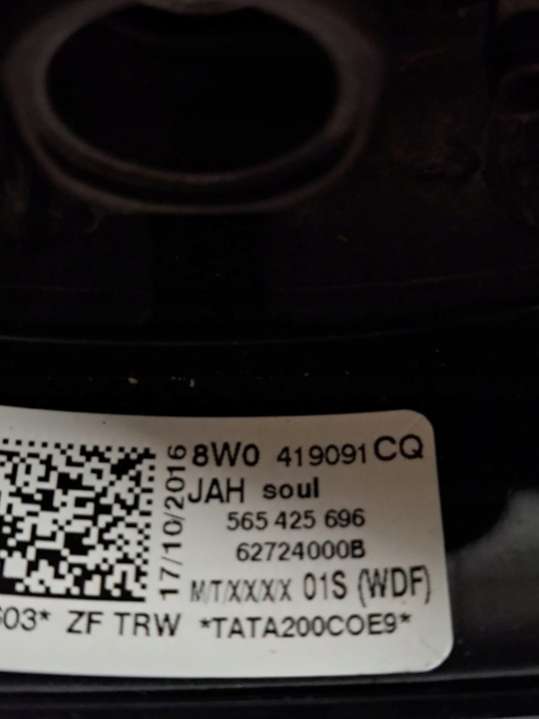 17/10/2016
8W0 419091 CQ
JAH soul
565 425 696
62724000B
M/T/XXXX 01S (WDF)
03* ZF TRW *TATA200COE9*